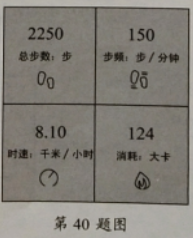 2250
总步数：步
150
步频：步／分钟
8.10
时速：千米／小时
124
消耗：大卡
第 40 题图